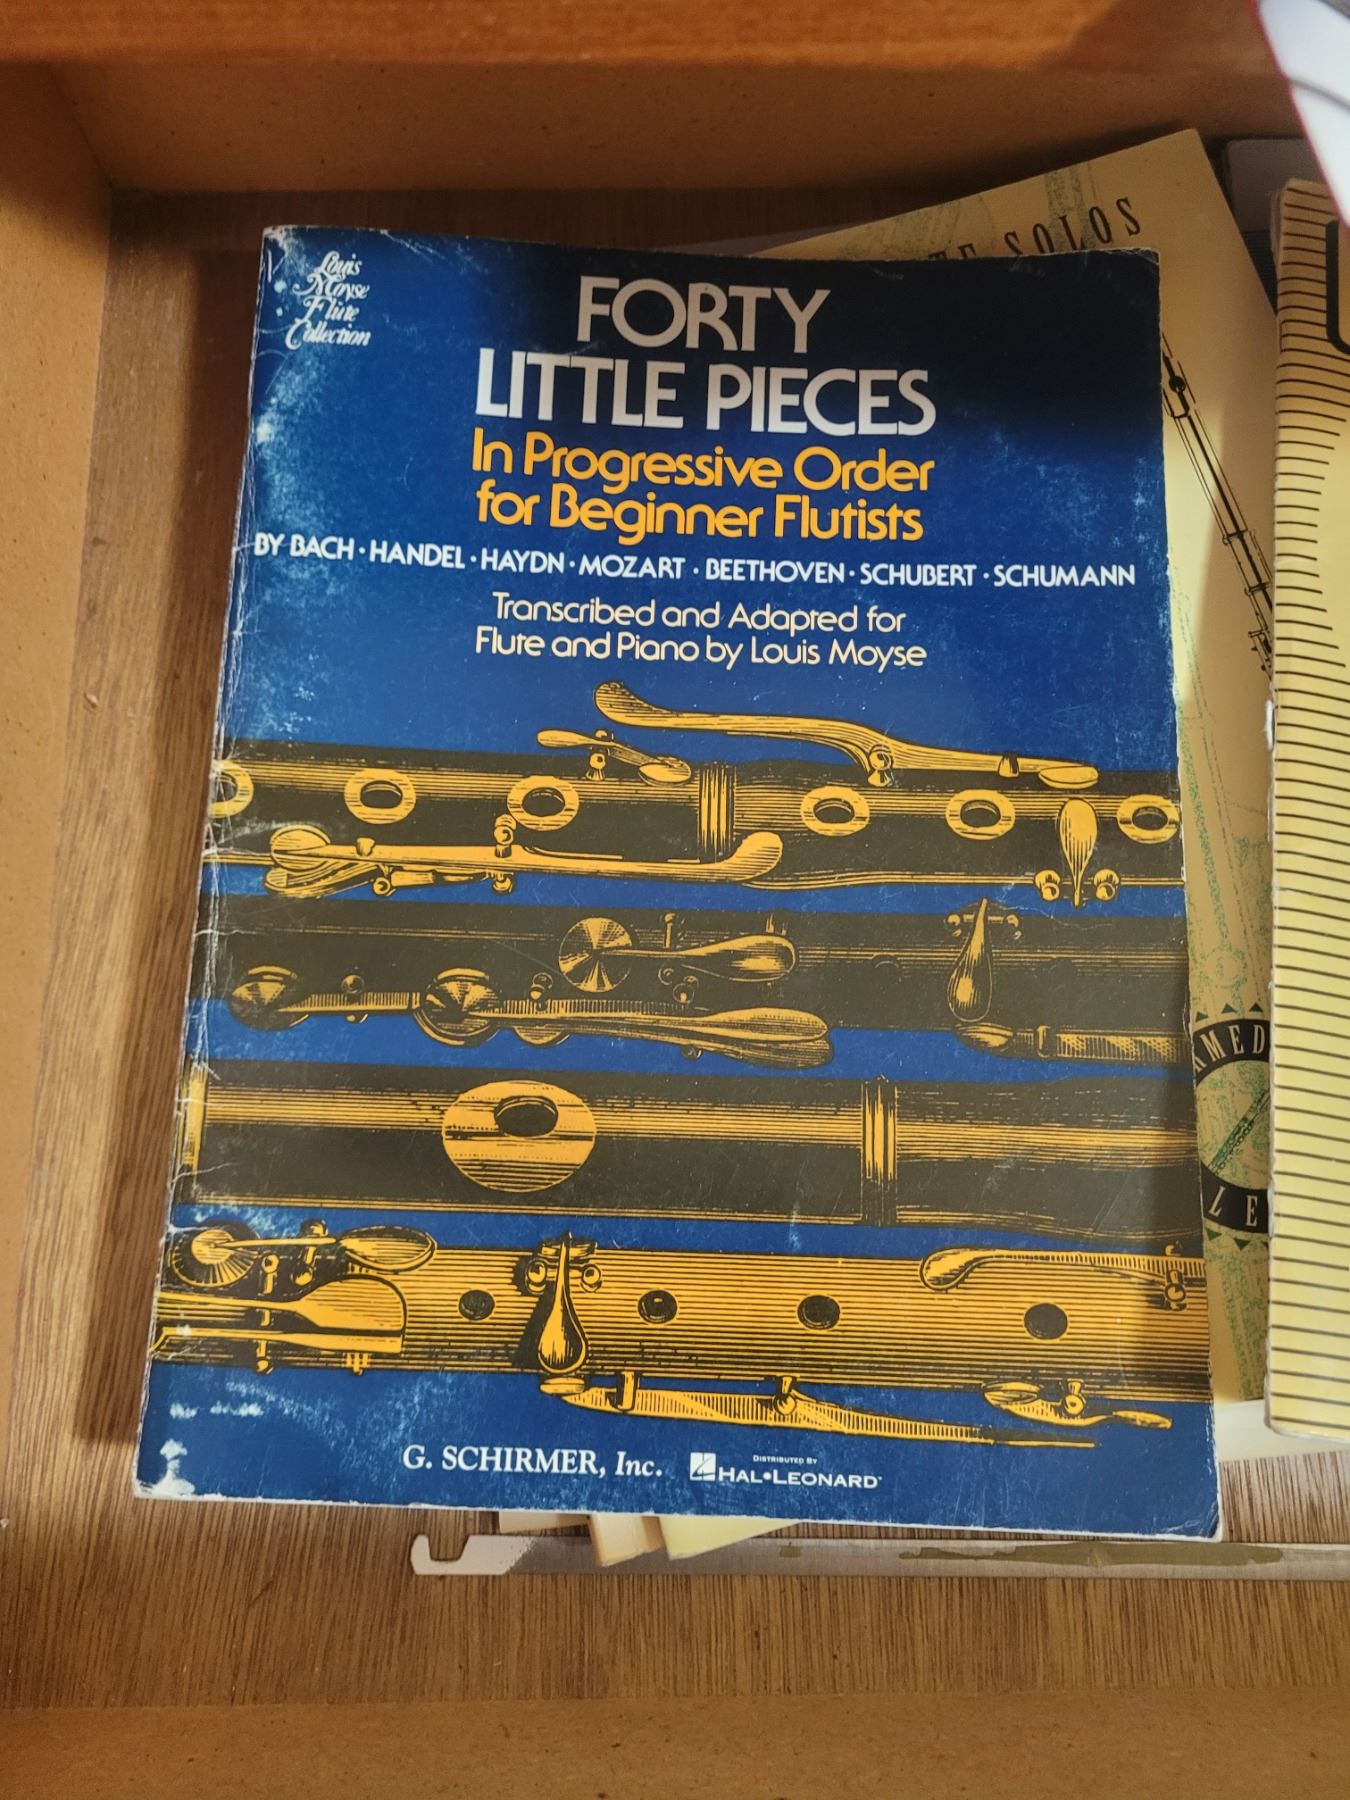 Louis
Moyse
Flute
Collection
FORTY
LITTLE PIECES
In Progressive Order
for Beginner Flutists
BY BACH · HANDEL · HAYDN · MOZART · BEETHOVEN · SCHUBERT · SCHUMANN
Transcribed and Adapted for
Flute and Piano by Louis Moyse
G. SCHIRMER, Inc.
DISTRIBUTED BY
HAL•LEONARD®
SOLOS